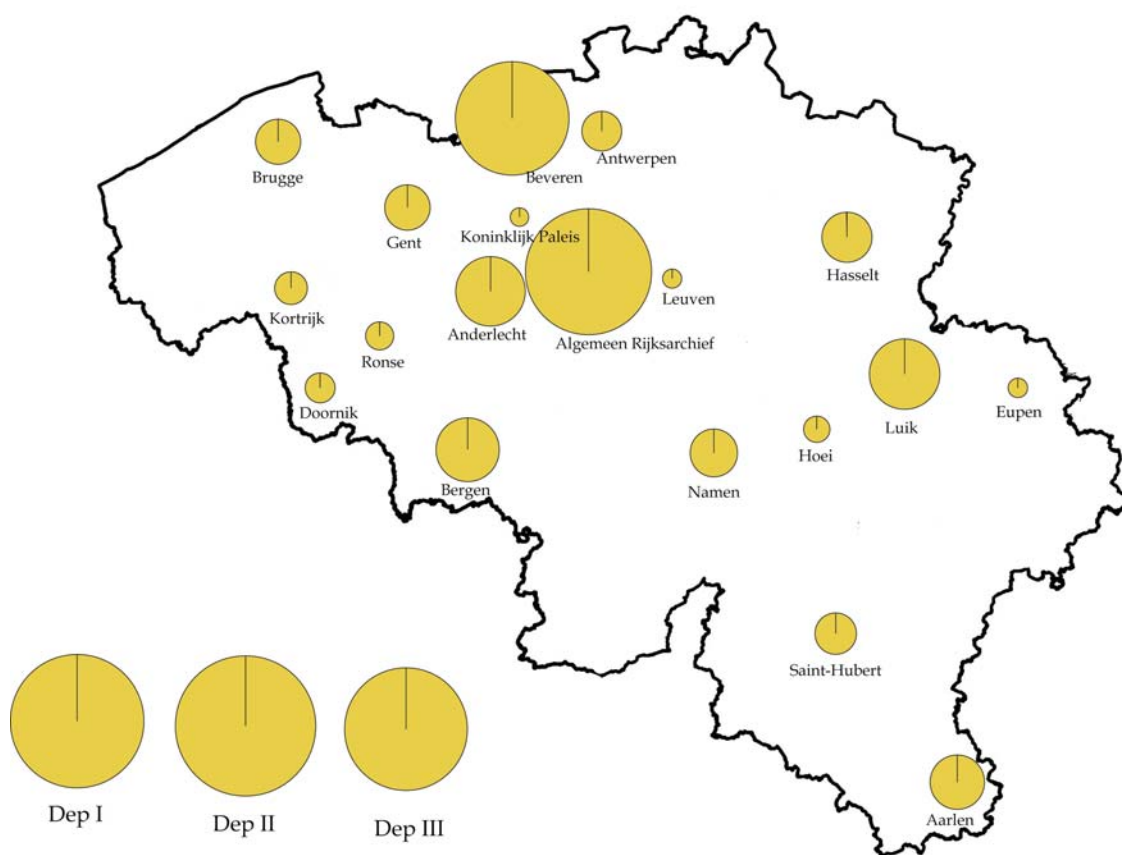 Antwerpen
Beveren
Brugge
Koninklijk Paleis
Gent
Hasselt
Leuven
Kortrijk
Anderlecht
Algemeen Rijksarchief
Ronse
Doornik
Eupen
Luik
Hoei
Bergen
Namen
Saint-Hubert
Dep I
Dep II
Dep III
Aarlen